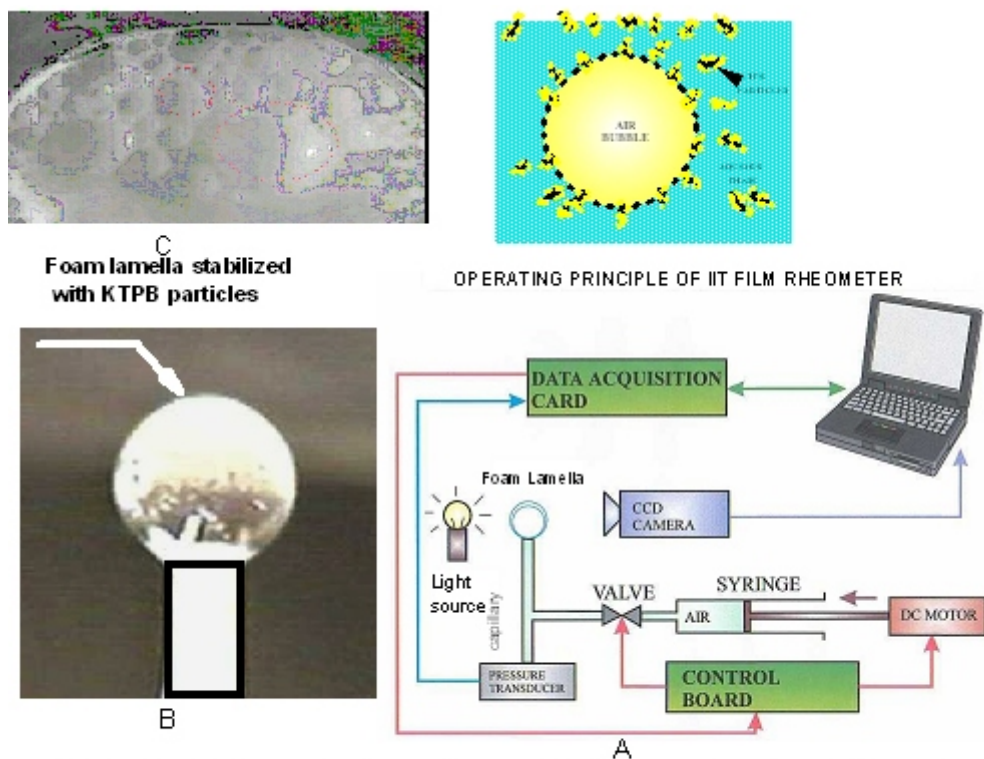 AIR
BUBBLE
PARTICLES
C
Foam lamella stabilized
with KTPB particles
B
OPERATING PRINCIPLE OF IIT FILM RHEOMETER
DATA ACQUISITION
CARD
Foam Lamella
CCD
CAMERA
Light
source
capillary
VALVE
SYRINGE
AIR
DC MOTOR
PRESSURE
TRANSDUCER
CONTROL
BOARD
A